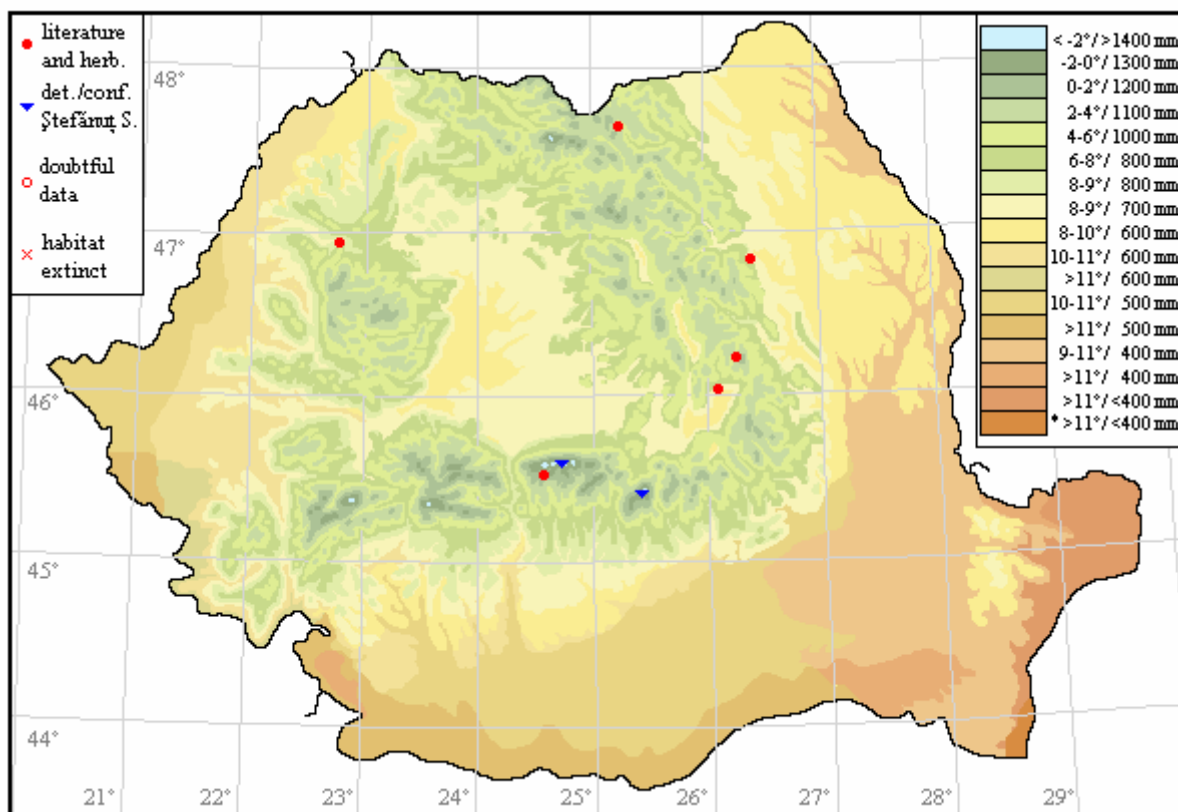 literature
and herb.
det./conf.
Ştefănuţ S.
doubtful
data
habitat
extinct
< -2°/ >1400 mm
-2-0°/ 1300 mm
0-2°/ 1200 mm
2-4°/ 1100 mm
4-6°/ 1000 mm
6-8°/ 800 mm
8-9°/ 800 mm
8-9°/ 700 mm
8-10°/ 600 mm
10-11°/ 600 mm
>11°/ 600 mm
10-11°/ 500 mm
>11°/ 500 mm
9-11°/ 400 mm
>11°/ 400 mm
>11°/ <400 mm
* >11°/ <400 mm
48°
47°
46°
45°
44°
21°
22°
23°
24°
25°
26°
27°
28°
29°